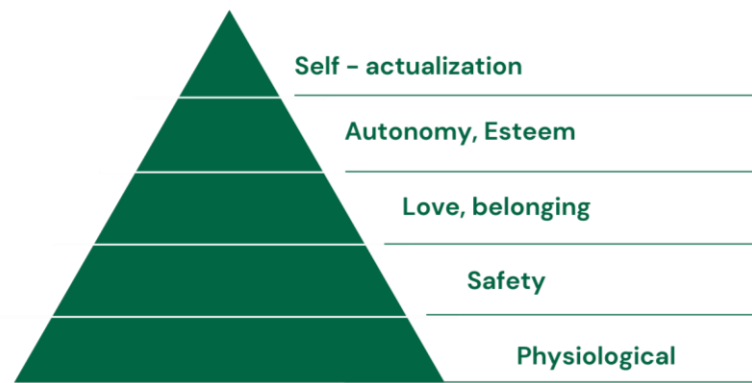 Self - actualization
Autonomy, Esteem
Love, belonging
Safety
Physiological